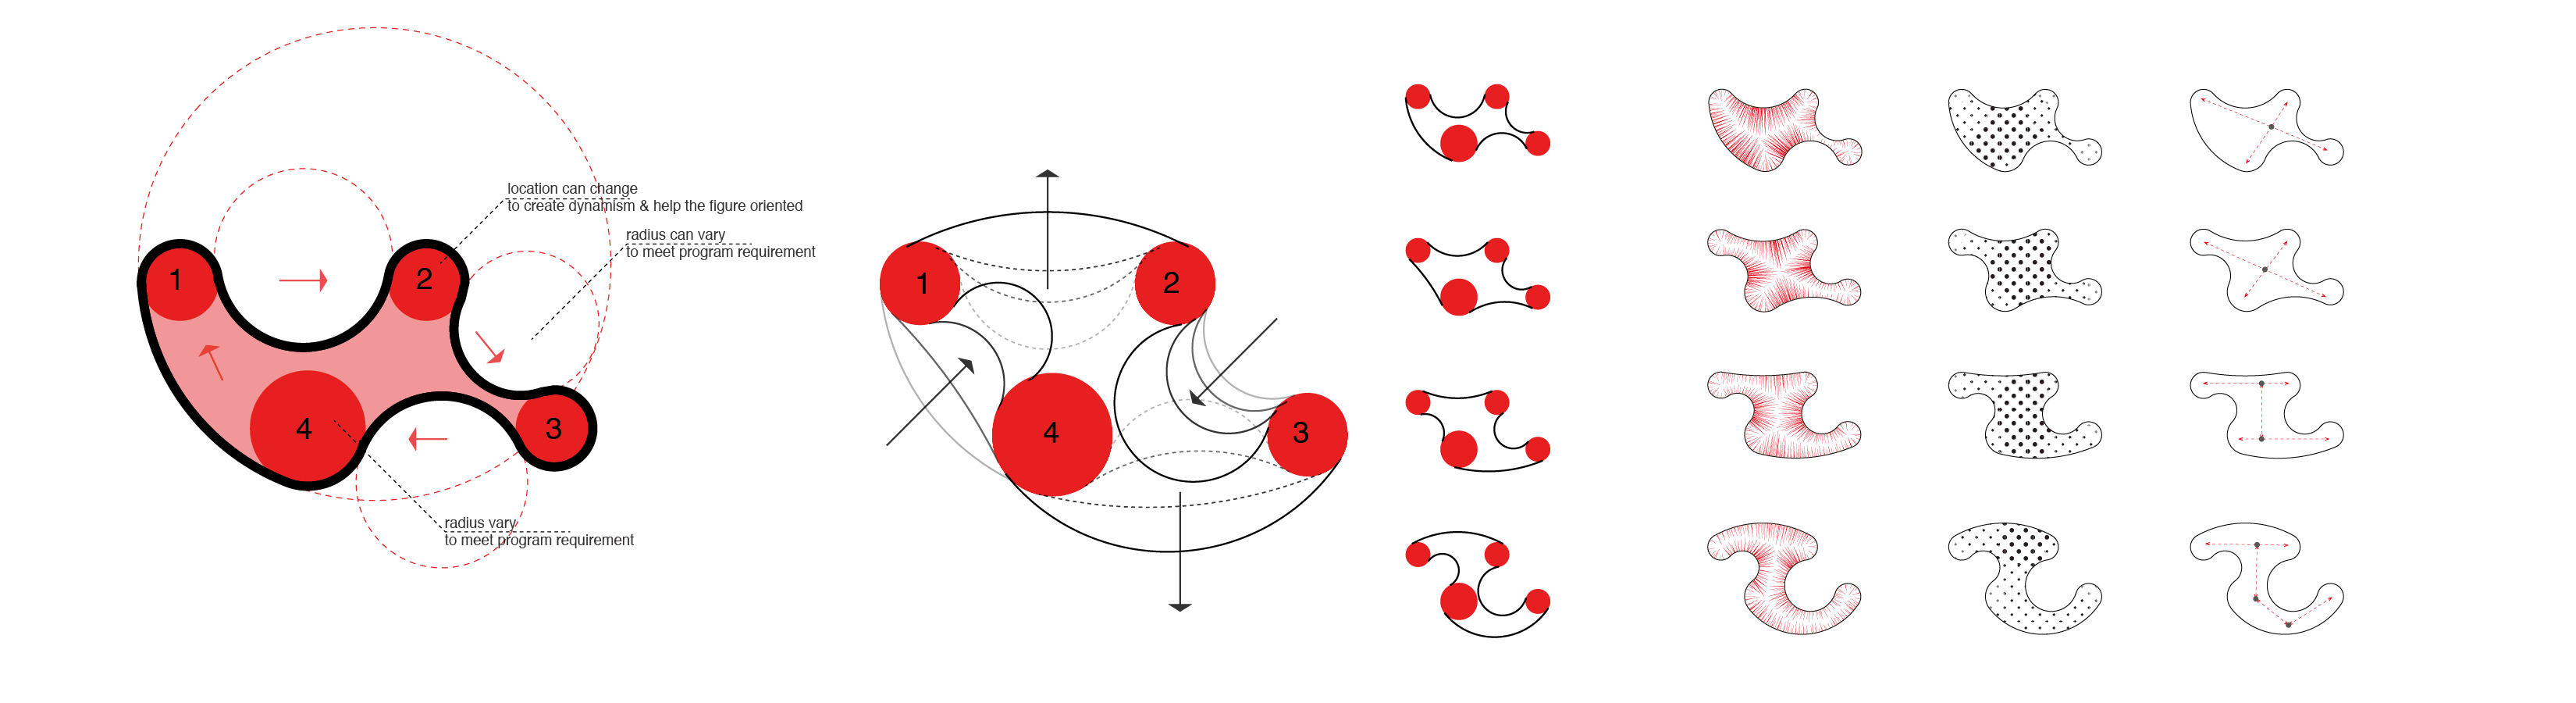 location can change
to create dynamism & help the figure oriented
radius can vary
to meet program requirement
1
2
4
3
radius vary
to meet program requirement
1
2
4
3